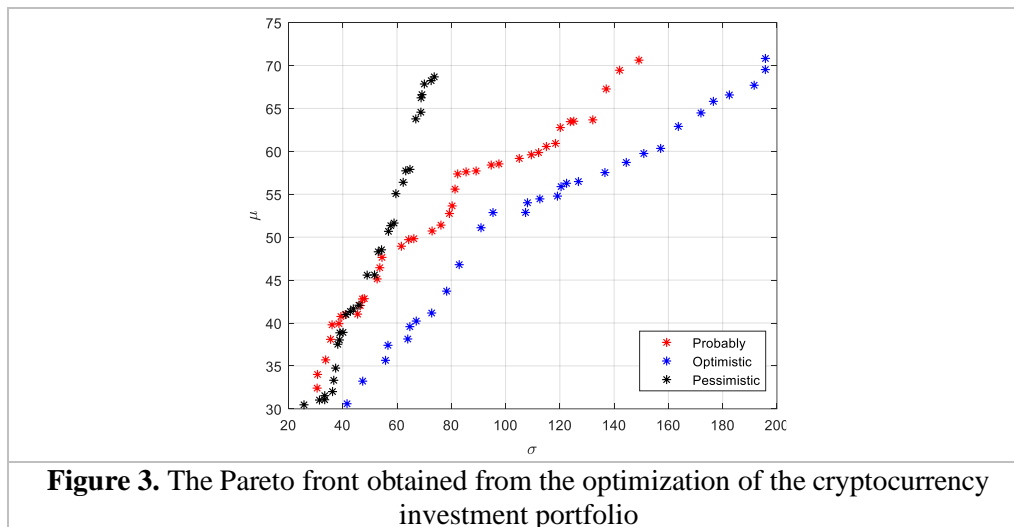 75
70
65
60
55
50
45
40
35
30
μ
20 40 60 80 100 120 140 160 180 200
σ
Probably
Optimistic
Pessimistic
Figure 3. The Pareto front obtained from the optimization of the cryptocurrency
investment portfolio